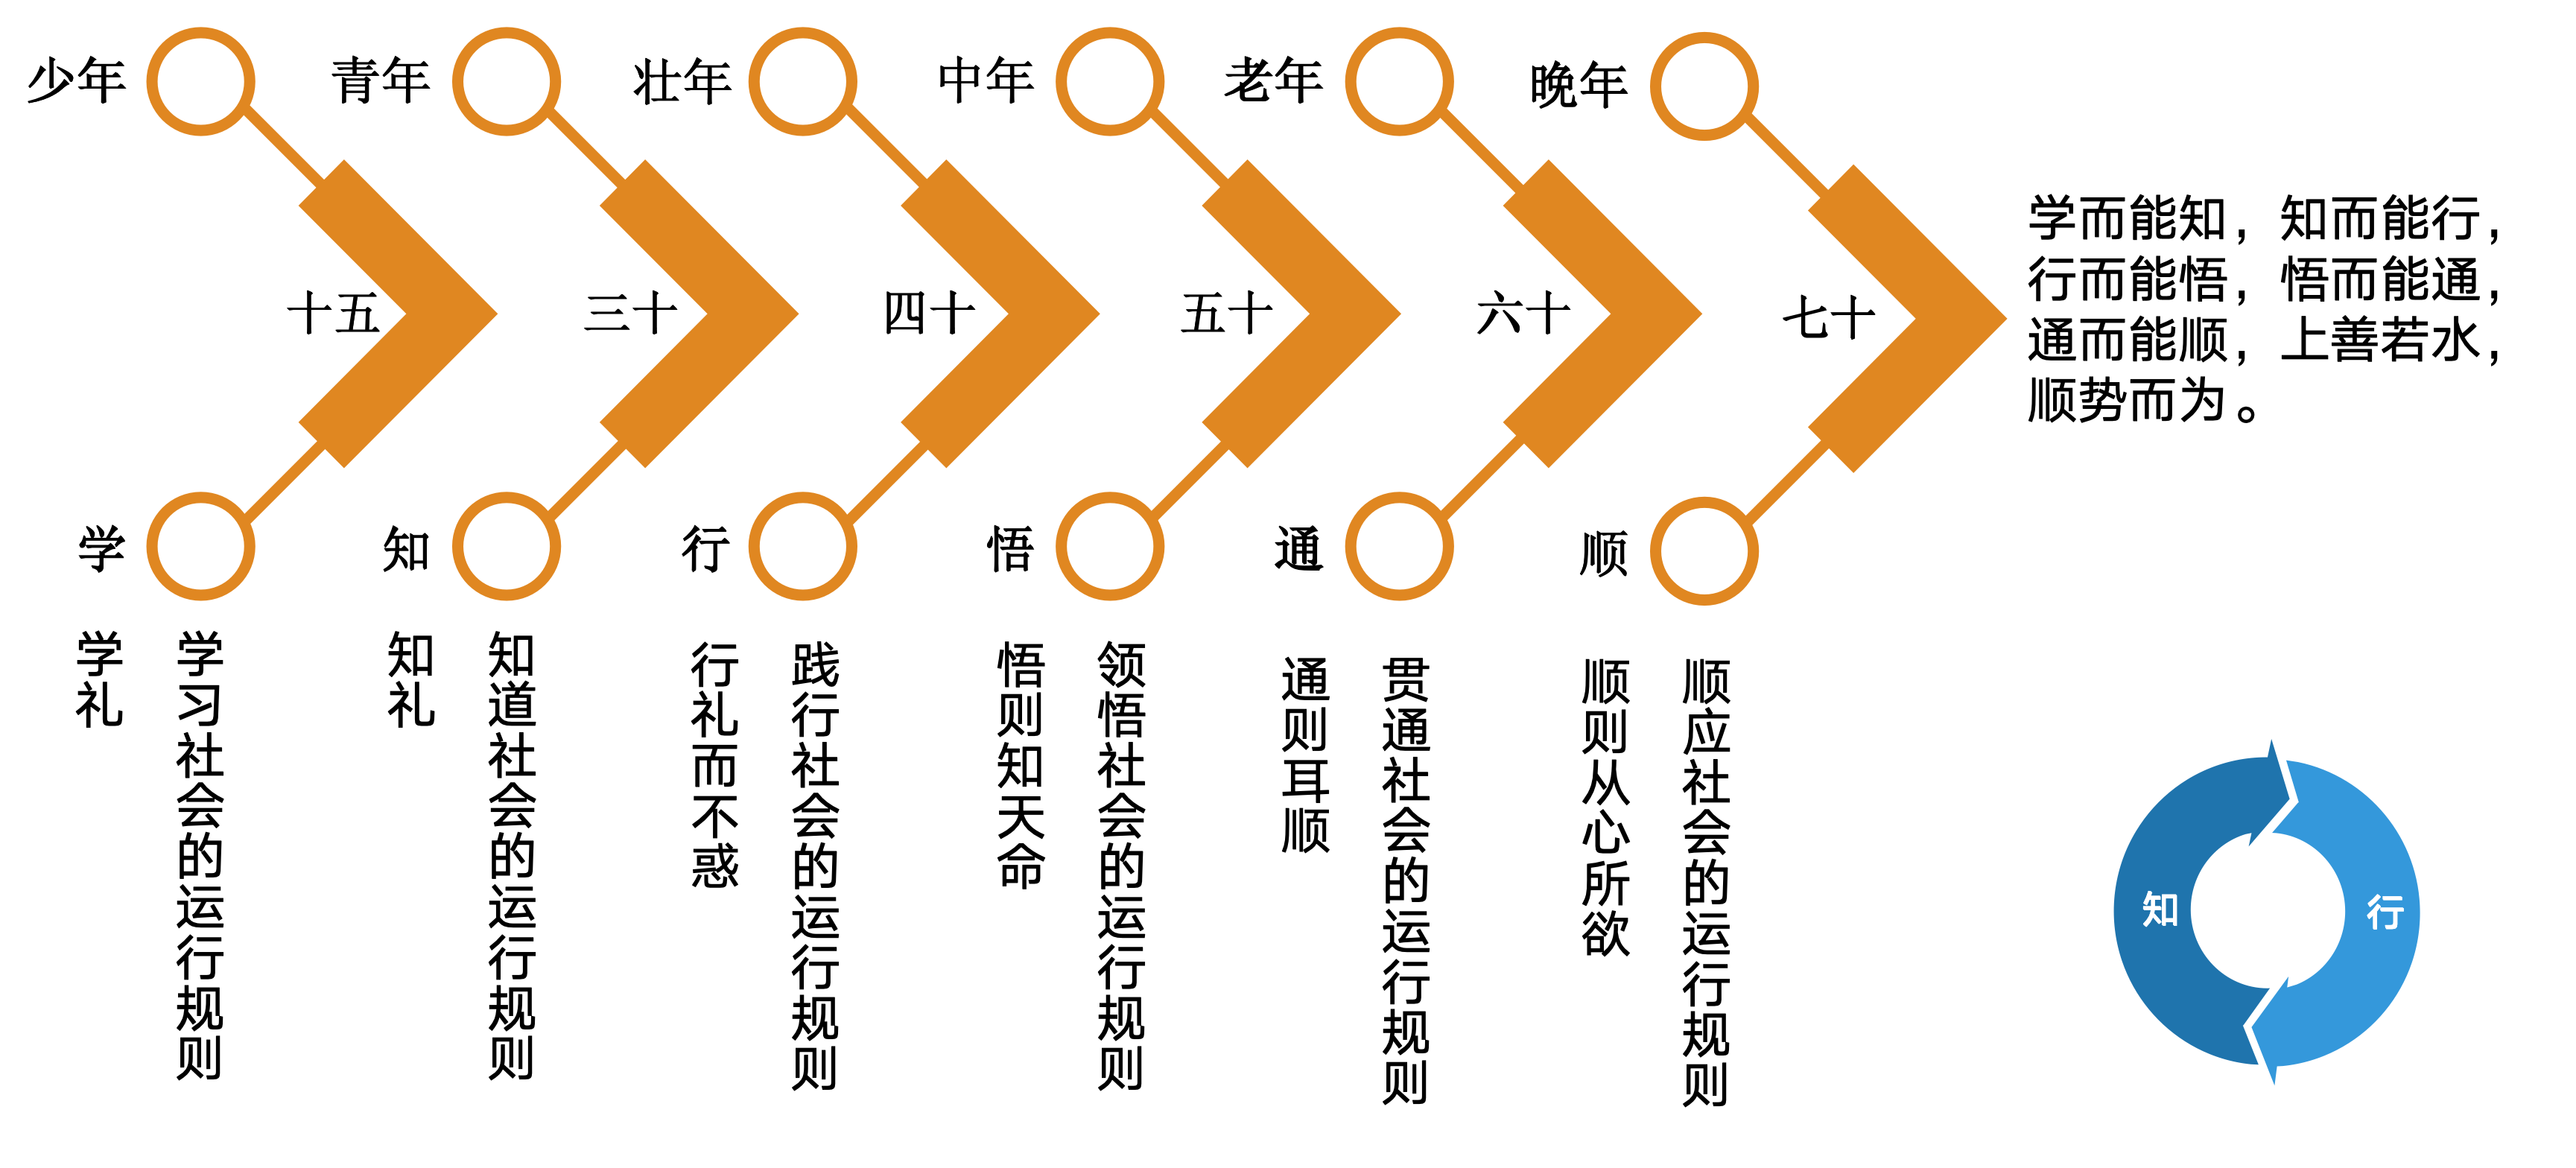 少年
青年
壮年
中年
老年
晚年
十五
三十
四十
五十
六十
七十
学而能知，知而能行，
行而能悟，悟而能通，
通而能顺，上善若水，
顺势而为。
学
知
行
悟
通
顺
学礼
学习社会的运行规则
知礼
知道社会的运行规则
行礼而不惑
践行社会的运行规则
悟则知天命
领悟社会的运行规则
通则耳顺
贯通社会的运行规则
顺则从心所欲
顺应社会的运行规则
知
行